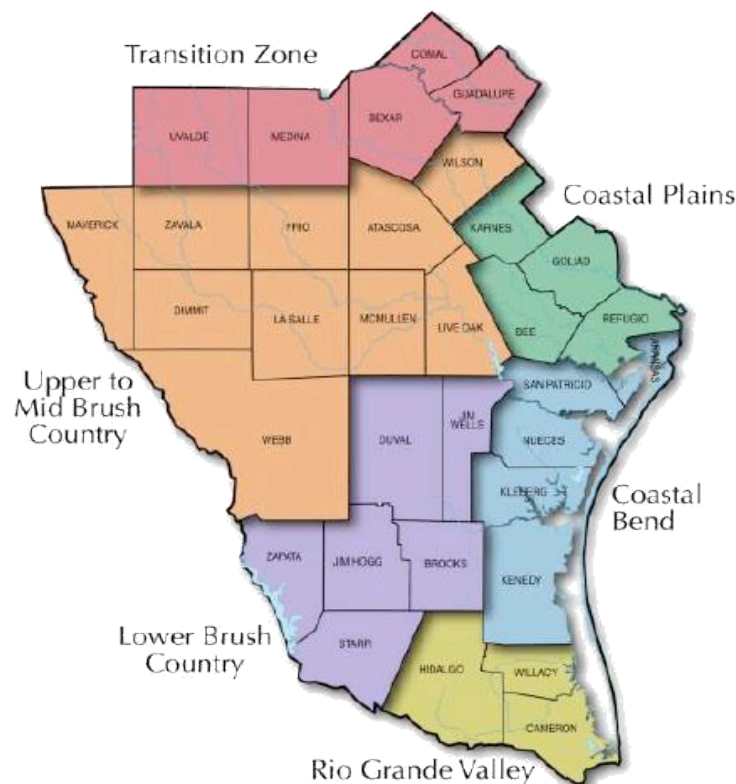 Transition Zone
COMAL
GUADALUPE
BEXAR
UVALDE
MEDINA
WILSON
Coastal Plains
MAVERICK
ZAVALA
FRIO
ATASCOSA
KARNES
GOLIAD
DIMMIT
LA SALLE
MCMULLEN
LIVE OAK
BEE
REFUGIO
ARANSAS
Upper to
Mid Brush
Country
SAN PATRICIO
WEBB
DUVAL
JIM
WELLS
NUECES
KLEBERG
Coastal
Bend
ZAPATA
JIM HOGG
BROOKS
KENEDY
Lower Brush
Country
STARR
HIDALGO
WILLACY
CAMERON
Rio Grande Valley